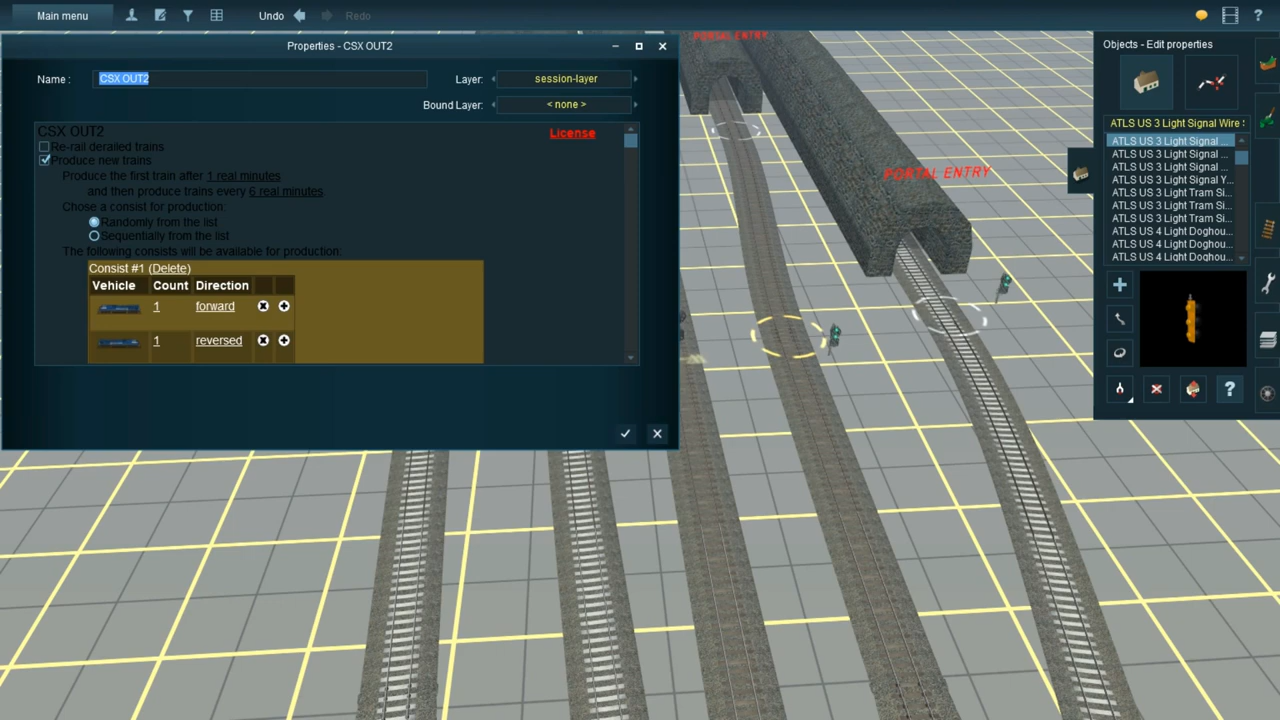 Main menu
Undo
Redo
?
Properties - CSX OUT2
Name :
CSX OUT2
Layer:
session-layer
Bound Layer:
< none >
CSX OUT2
License
Re-rail derailed trains
Produce new trains
Produce the first train after 1 real minutes
and then produce trains every 6 real minutes
Chose a consist for production:
Randomly from the list
Sequentially from the list
The following consists will be available for production:
Consist #1 (Delete)
Vehicle Count Direction
1 forward
1 reversed
PORTAL ENTRY
PORTAL ENTRY
Objects - Edit properties
ATLS US 3 Light Signal Wire
ATLS US 3 Light Signal ...
ATLS US 3 Light Signal ...
ATLS US 3 Light Signal ...
ATLS US 3 Light Signal Y...
ATLS US 3 Light Tram Si...
ATLS US 3 Light Tram Si...
ATLS US 3 Light Tram Si...
ATLS US 4 Light Doghou...
ATLS US 4 Light Doghou...
ATLS US 4 Light Doghou...
?